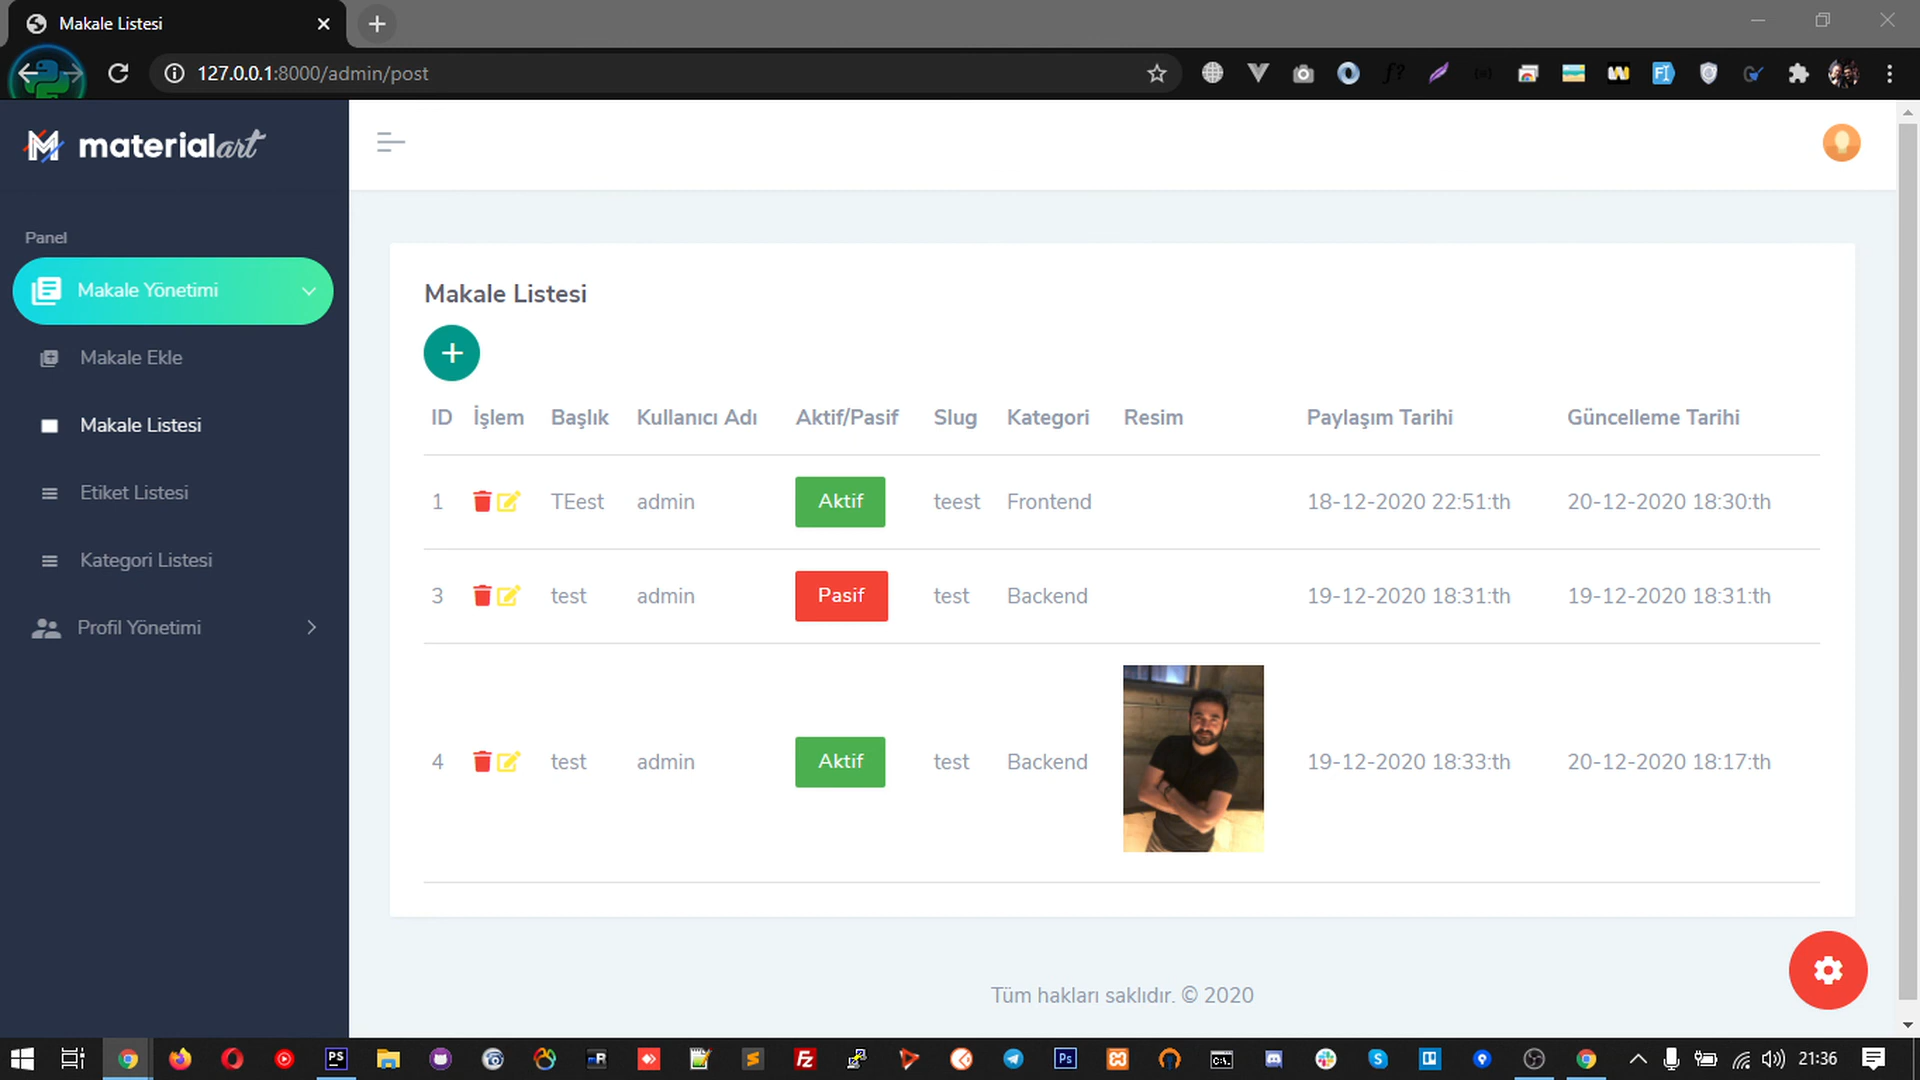 Makale Listesi
127.0.0.1:8000/admin/post
materialart
Panel
Makale Yönetimi
Makale Ekle
Makale Listesi
Etiket Listesi
Kategori Listesi
Profil Yönetimi
Makale Listesi
ID İşlem Başlık Kullanıcı Adı Aktif/Pasif Slug Kategori Resim Paylaşım Tarihi Güncelleme Tarihi
1 TEest admin Aktif teest Frontend 18-12-2020 22:51:th 20-12-2020 18:30:th
3 test admin Pasif test Backend 19-12-2020 18:31:th 19-12-2020 18:31:th
4 test admin Aktif test Backend 19-12-2020 18:33:th 20-12-2020 18:17:th
Tüm hakları saklıdır. © 2020
21:36